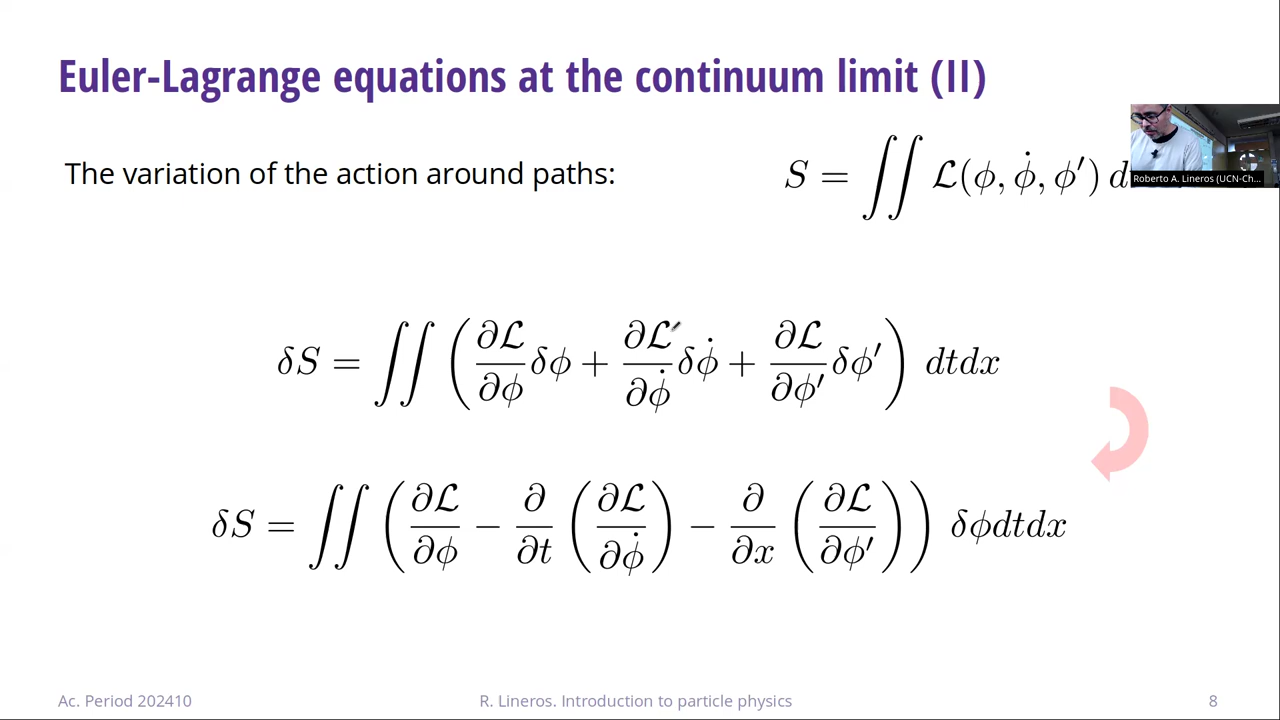 Euler-Lagrange equations at the continuum limit (II)
The variation of the action around paths:
S = ∬ ℒ(ϕ, ϕ̇, ϕ′) d
Roberto A. Lineros (UCN-Ch...
δS = ∬ ( ∂ℒ/∂ϕ δϕ + ∂ℒ/∂ϕ̇ δϕ̇ + ∂ℒ/∂ϕ′ δϕ′ ) dtdx
δS = ∬ ( ∂ℒ/∂ϕ − ∂/∂t ( ∂ℒ/∂ϕ̇ ) − ∂/∂x ( ∂ℒ/∂ϕ′ ) ) δϕdtdx
Ac. Period 202410
R. Lineros. Introduction to particle physics
8